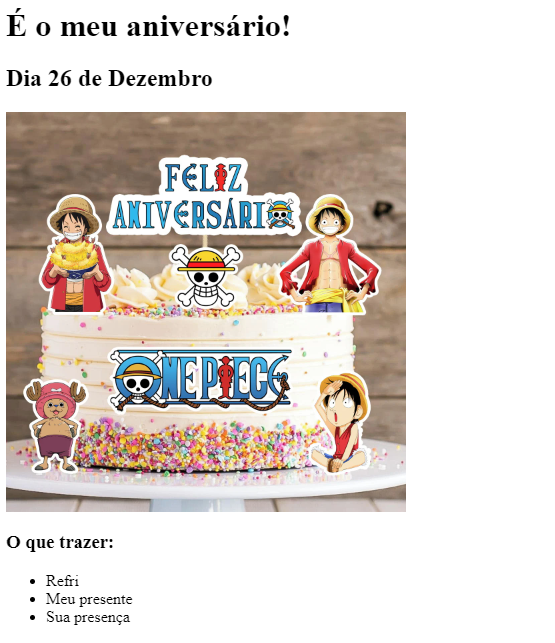 É o meu aniversário!
Dia 26 de Dezembro
FELIZ
ANIVERSÁRIO
ONE PIECE
O que trazer:
Refri
Meu presente
Sua presença